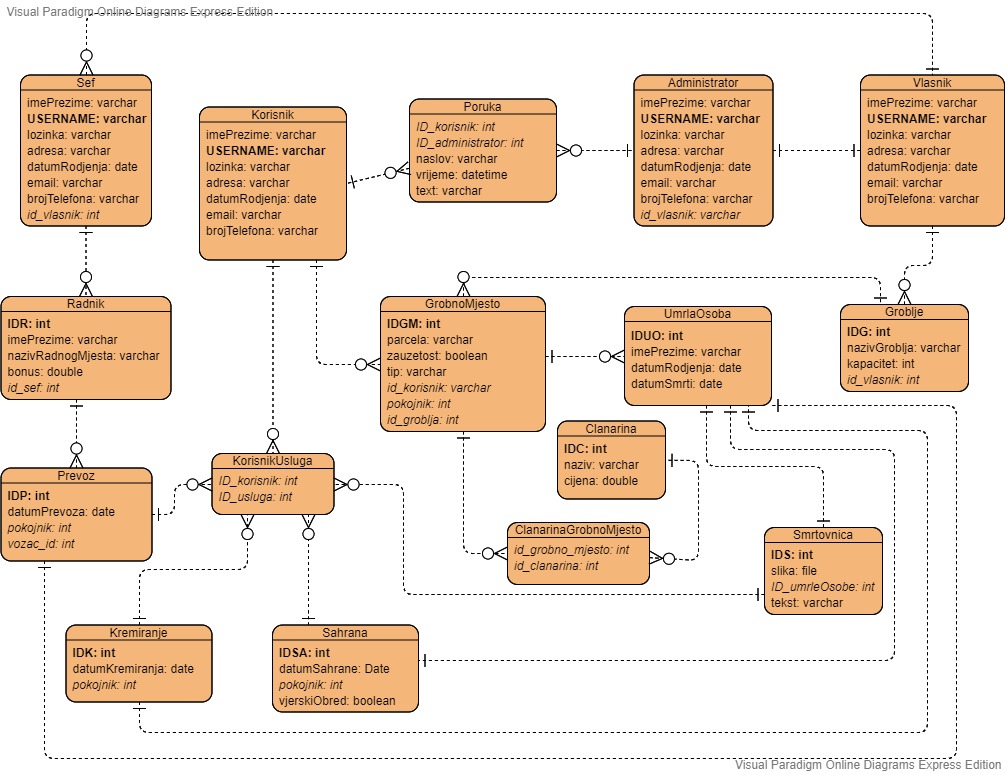 Visual Paradigm Online Diagrams Express Edition
Sef
imePrezime: varchar
USERNAME: varchar
lozinka: varchar
adresa: varchar
datumRodjenja: date
email: varchar
brojTelefona: varchar
id_vlasnik: int
Korisnik
imePrezime: varchar
USERNAME: varchar
lozinka: varchar
adresa: varchar
datumRodjenja: date
email: varchar
brojTelefona: varchar
Poruka
ID_korisnik: int
ID_administrator: int
naslov: varchar
vrijeme: datetime
text: varchar
Administrator
imePrezime: varchar
USERNAME: varchar
lozinka: varchar
adresa: varchar
datumRodjenja: date
email: varchar
brojTelefona: varchar
id_vlasnik: varchar
Vlasnik
imePrezime: varchar
USERNAME: varchar
lozinka: varchar
adresa: varchar
datumRodjenja: date
email: varchar
brojTelefona: varchar
Radnik
IDR: int
imePrezime: varchar
nazivRadnogMjesta: varchar
bonus: double
id_sef: int
GrobnoMjesto
IDGM: int
parcela: varchar
zauzetost: boolean
tip: varchar
id_korisnik: varchar
pokojnik: int
id_groblja: int
UmrlaOsoba
IDUO: int
imePrezime: varchar
datumRodjenja: date
datumSmrti: date
Groblje
IDG: int
nazivGroblja: varchar
kapacitet: int
id_vlasnik: int
Clanarina
IDC: int
naziv: varchar
cijena: double
Prevoz
IDP: int
datumPrevoza: date
pokojnik: int
vozac_id: int
KorisnikUsluga
ID_korisnik: int
ID_usluga: int
ClanarinaGrobnoMjesto
id_grobno_mjesto: int
id_clanarina: int
Smrtovnica
IDS: int
slika: file
ID_umrleOsobe: int
tekst: varchar
Kremiranje
IDK: int
datumKremiranja: date
pokojnik: int
Sahrana
IDSA: int
datumSahrane: Date
pokojnik: int
vjerskiObred: boolean
Visual Paradigm Online Diagrams Express Edition